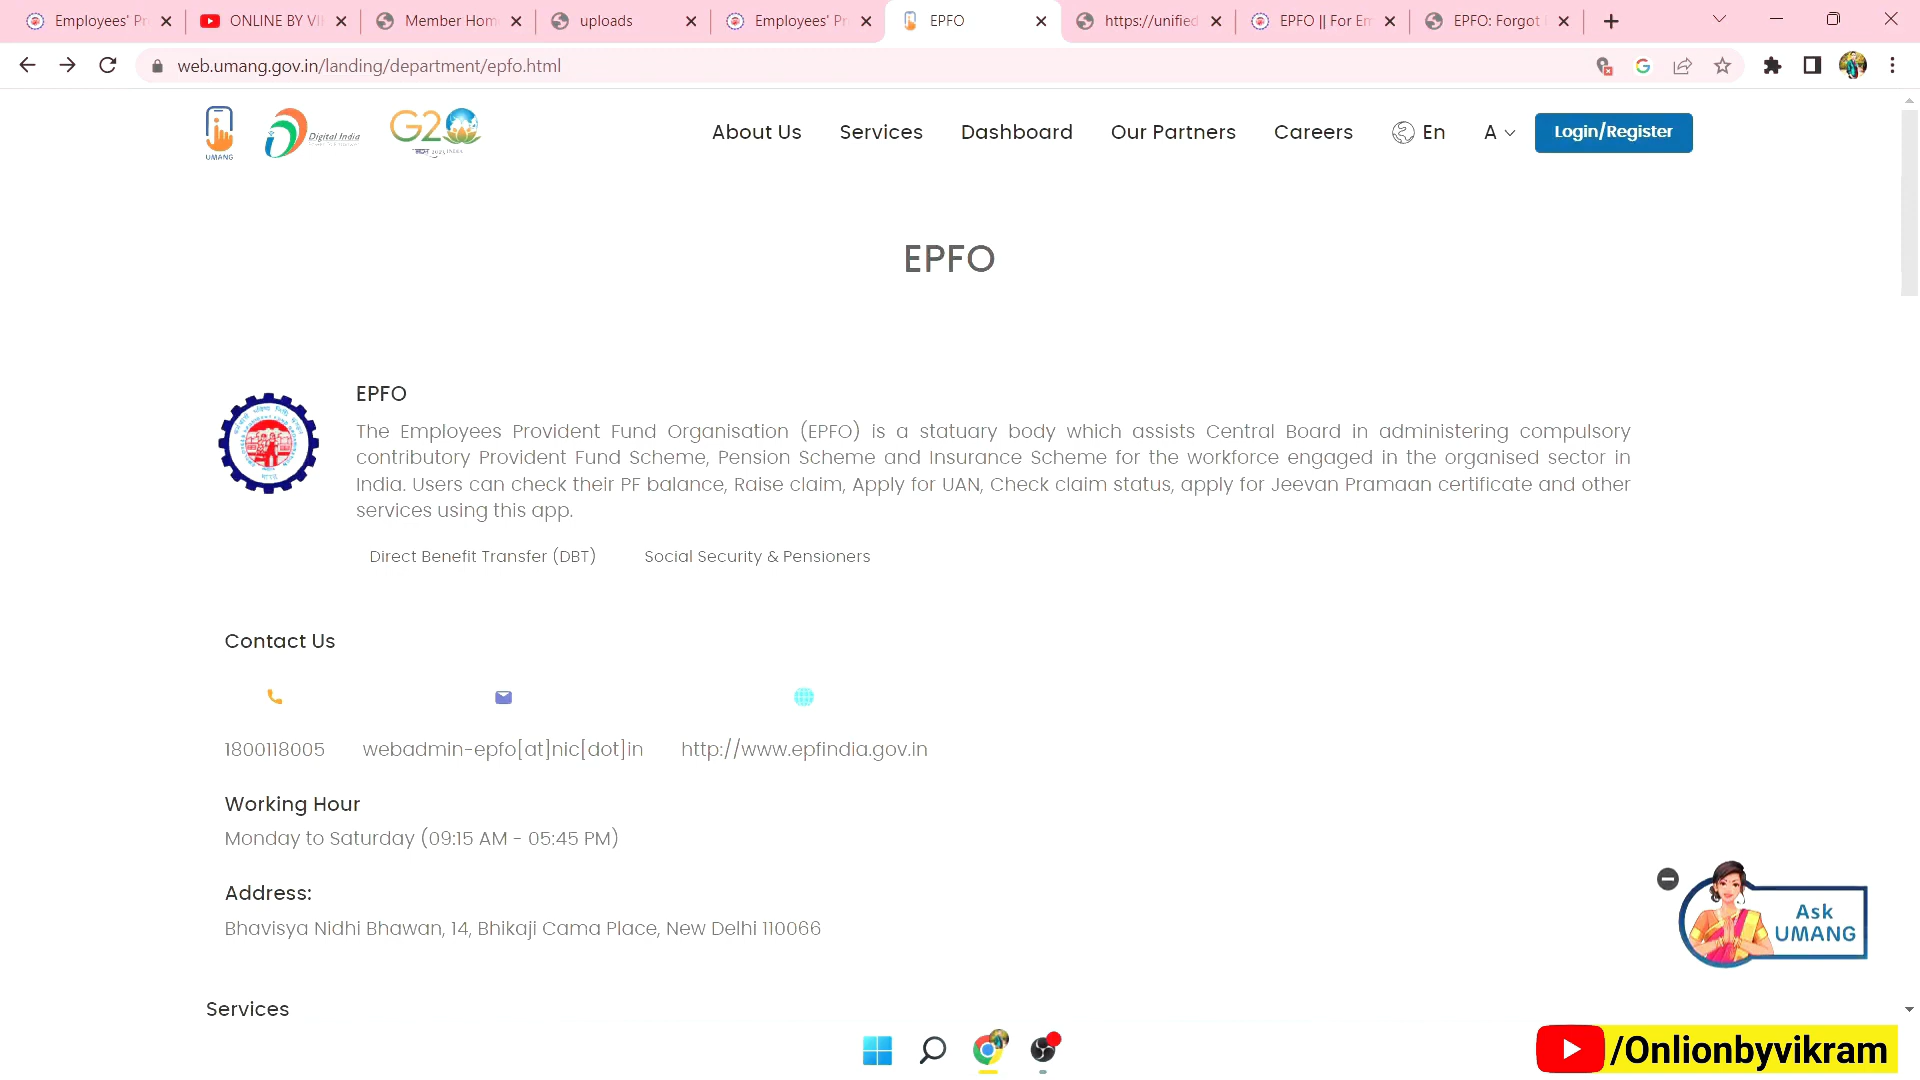 Employees' Pr
ONLINE BY VI
Member Hom
uploads
Employees' Pr
EPFO
https://unified
EPFO || For Em
EPFO: Forgot
web.umang.gov.in/landing/department/epfo.html
UMANG
Digital India
G20
About Us
Services
Dashboard
Our Partners
Careers
En
A
Login/Register
EPFO
EPFO
The Employees Provident Fund Organisation (EPFO) is a statuary body which assists Central Board in administering compulsory
contributory Provident Fund Scheme, Pension Scheme and Insurance Scheme for the workforce engaged in the organised sector in
India. Users can check their PF balance, Raise claim, Apply for UAN, Check claim status, apply for Jeevan Pramaan certificate and other
services using this app.
Direct Benefit Transfer (DBT)
Social Security & Pensioners
Contact Us
1800118005
webadmin-epfo[at]nic[dot]in
http://www.epfindia.gov.in
Working Hour
Monday to Saturday (09:15 AM - 05:45 PM)
Address:
Bhavisya Nidhi Bhawan, 14, Bhikaji Cama Place, New Delhi 110066
Ask
UMANG
Services
/Onlionbyvikram